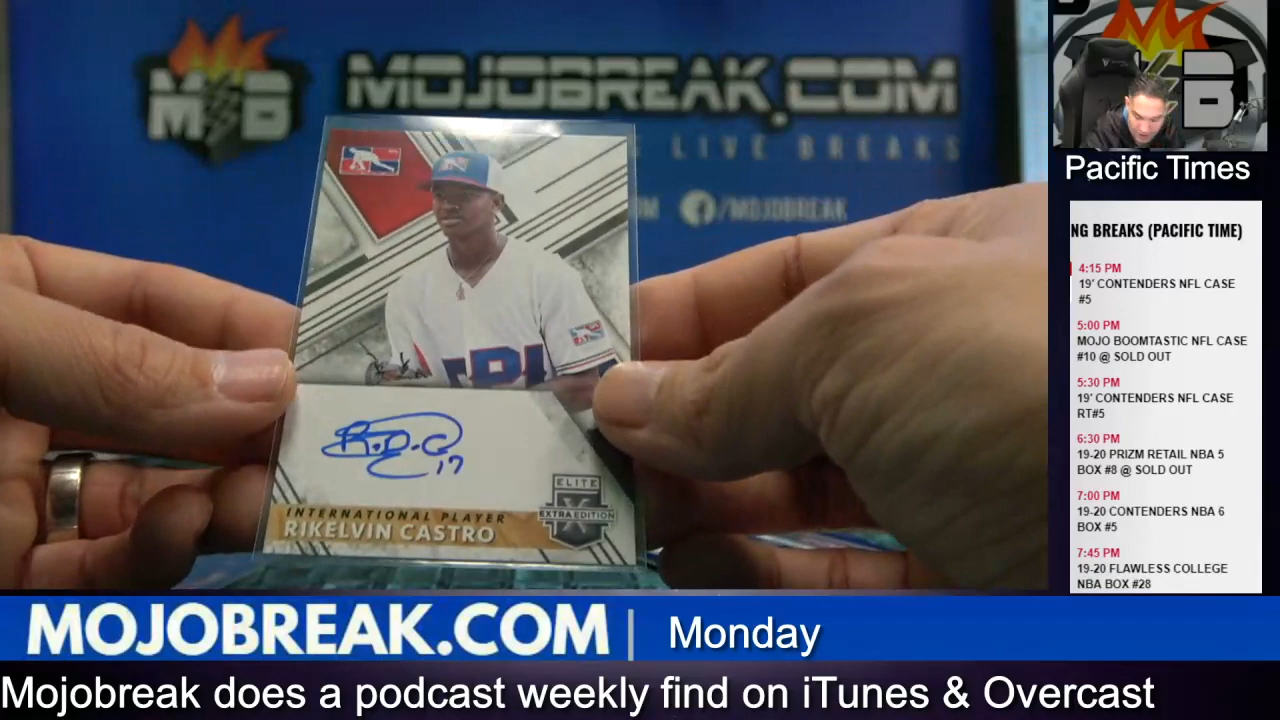 MB
MOJOBREAK.COM
LIVE BREAKS
/MOJOBREAK
B
Pacific Times
NG BREAKS (PACIFIC TIME)
4:15 PM
19' CONTENDERS NFL CASE
#5
5:00 PM
MOJO BOOMTASTIC NFL CASE
#10 @ SOLD OUT
5:30 PM
19' CONTENDERS NFL CASE
RT#5
6:30 PM
19-20 PRIZM RETAIL NBA 5
BOX #8 @ SOLD OUT
7:00 PM
19-20 CONTENDERS NBA 6
BOX #5
7:45 PM
19-20 FLAWLESS COLLEGE
NBA BOX #28
R.D.C 17
ELITE
X
EXTRA EDITION
INTERNATIONAL PLAYER
RIKELVIN CASTRO
MOJOBREAK.COM | Monday
Mojobreak does a podcast weekly find on iTunes & Overcast